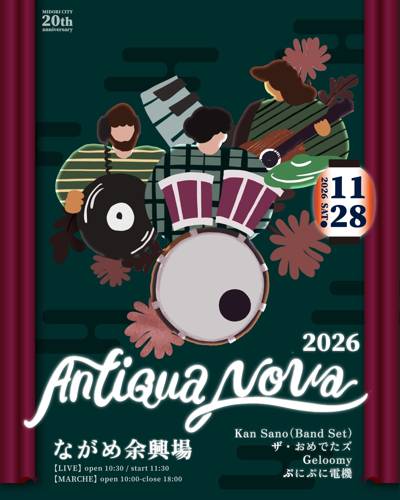 MIDORI CITY
20th
anniversary
11
28
2026 SAT
2026
Antiqua Nova
ながめ余興場
【LIVE】open 10:30 / start 11:30
【MARCHE】open 10:00-close 18:00
Kan Sano(Band Set)
ザ・おめでたズ
Geloomy
ぷにぷに電機